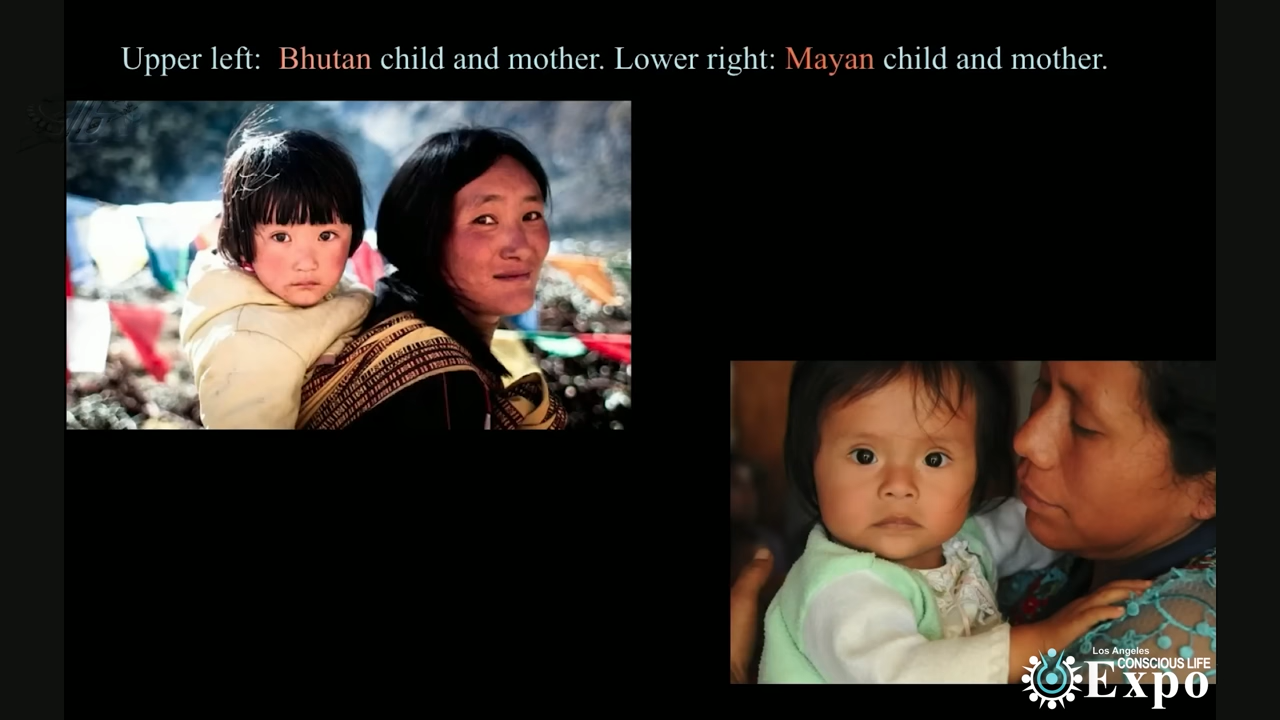 Upper left:  Bhutan child and mother. Lower right: Mayan child and mother.
Los Angeles
CONSCIOUS LIFE
Expo